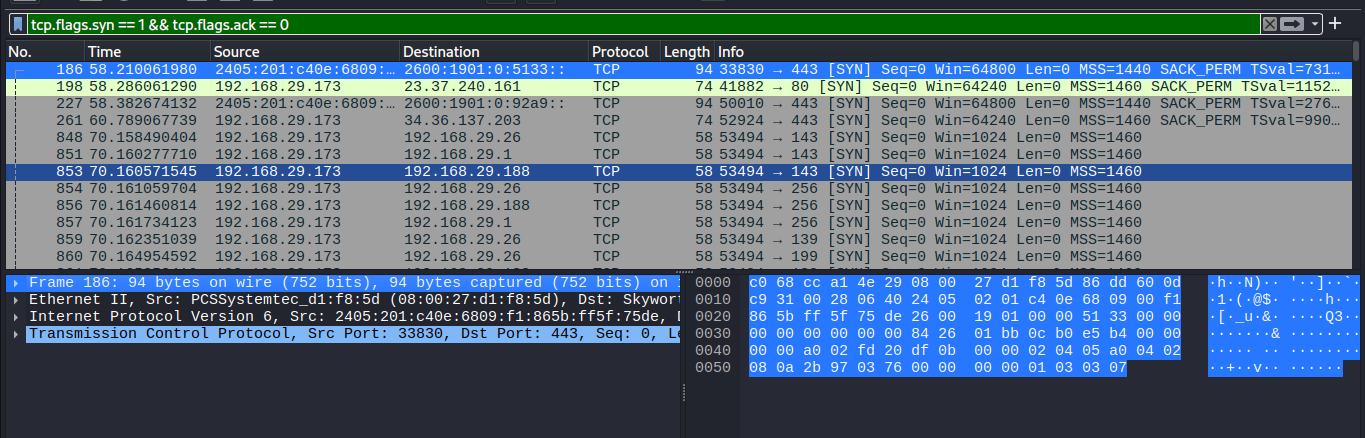 tcp.flags.syn == 1 && tcp.flags.ack == 0
No. Time Source Destination Protocol Length Info
186 58.210061980 2405:201:c40e:6809:… 2600:1901:0:5133:: TCP 94 33830 → 443 [SYN] Seq=0 Win=64800 Len=0 MSS=1440 SACK_PERM TSval=731…
198 58.286061290 192.168.29.173 23.37.240.161 TCP 74 41882 → 80 [SYN] Seq=0 Win=64240 Len=0 MSS=1460 SACK_PERM TSval=1152…
227 58.382674132 2405:201:c40e:6809:… 2600:1901:0:92a9:: TCP 94 50010 → 443 [SYN] Seq=0 Win=64800 Len=0 MSS=1440 SACK_PERM TSval=276…
261 60.789067739 192.168.29.173 34.36.137.203 TCP 74 52924 → 443 [SYN] Seq=0 Win=64240 Len=0 MSS=1460 SACK_PERM TSval=990…
848 70.158490404 192.168.29.173 192.168.29.26 TCP 58 53494 → 143 [SYN] Seq=0 Win=1024 Len=0 MSS=1460
851 70.160277710 192.168.29.173 192.168.29.1 TCP 58 53494 → 143 [SYN] Seq=0 Win=1024 Len=0 MSS=1460
853 70.160571545 192.168.29.173 192.168.29.188 TCP 58 53494 → 143 [SYN] Seq=0 Win=1024 Len=0 MSS=1460
854 70.161059704 192.168.29.173 192.168.29.26 TCP 58 53494 → 256 [SYN] Seq=0 Win=1024 Len=0 MSS=1460
856 70.161460814 192.168.29.173 192.168.29.188 TCP 58 53494 → 256 [SYN] Seq=0 Win=1024 Len=0 MSS=1460
857 70.161734123 192.168.29.173 192.168.29.1 TCP 58 53494 → 256 [SYN] Seq=0 Win=1024 Len=0 MSS=1460
859 70.162351039 192.168.29.173 192.168.29.26 TCP 58 53494 → 139 [SYN] Seq=0 Win=1024 Len=0 MSS=1460
860 70.164954592 192.168.29.173 192.168.29.26 TCP 58 53494 → 199 [SYN] Seq=0 Win=1024 Len=0 MSS=1460
Frame 186: 94 bytes on wire (752 bits), 94 bytes captured (752 bits) on i
Ethernet II, Src: PCSSystemtec_d1:f8:5d (08:00:27:d1:f8:5d), Dst: Skywort
Internet Protocol Version 6, Src: 2405:201:c40e:6809:f1:865b:ff5f:75de, D
Transmission Control Protocol, Src Port: 33830, Dst Port: 443, Seq: 0, Le
0000 c0 68 cc a1 4e 29 08 00 27 d1 f8 5d 86 dd 60 0d ·h··N)·· '··]··`·
0010 c9 31 00 28 06 40 24 05 02 01 c4 0e 68 09 00 f1 ·1·(·@$· ····h···
0020 86 5b ff 5f 75 de 26 00 19 01 00 00 51 33 00 00 ·[·_u·&· ····Q3··
0030 00 00 00 00 00 00 84 26 01 bb 0c b0 e5 b4 00 00 ·······& ········
0040 00 00 a0 02 fd 20 df 0b 00 00 02 04 05 a0 04 02 ····· ·· ········
0050 08 0a 2b 97 03 76 00 00 00 00 01 03 03 07 ··+··v·· ······